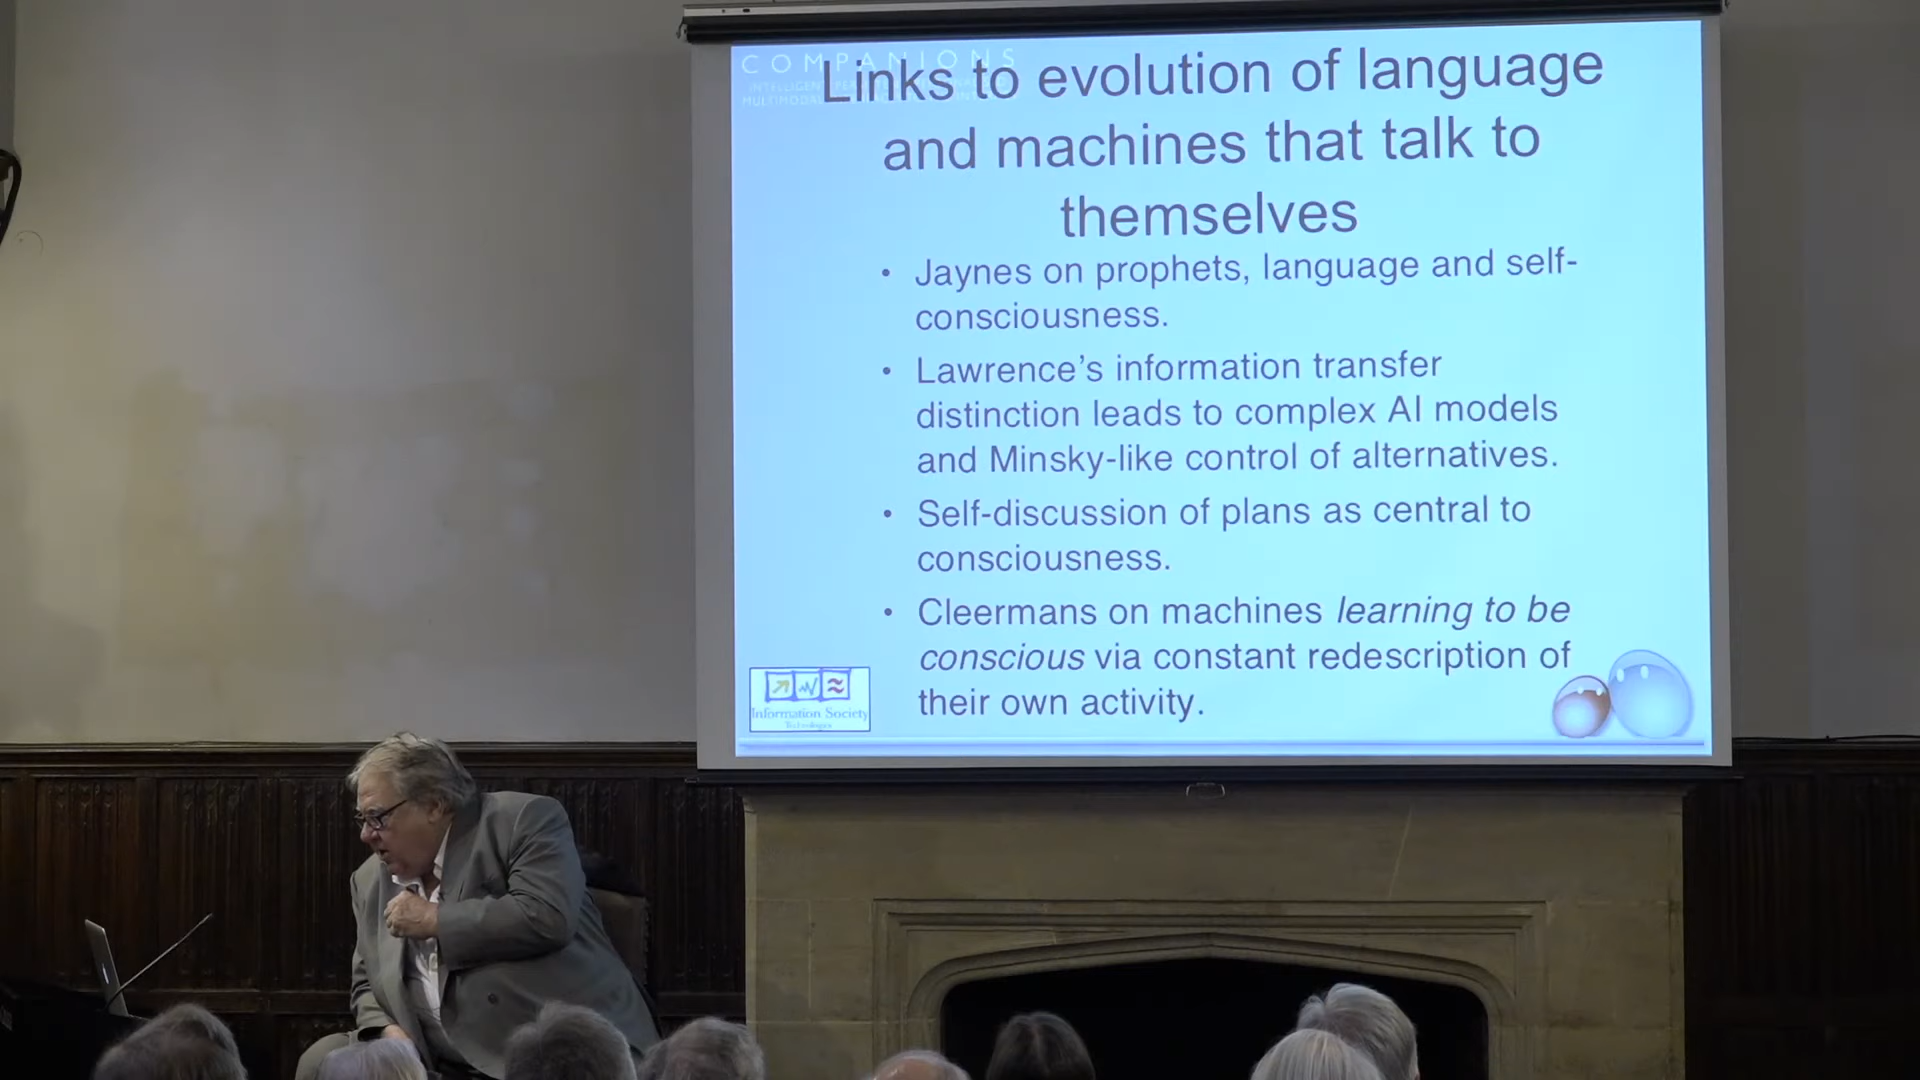 COMPANIONS
Links to evolution of language
and machines that talk to
themselves
• Jaynes on prophets, language and self-
consciousness.
• Lawrence’s information transfer
distinction leads to complex AI models
and Minsky-like control of alternatives.
• Self-discussion of plans as central to
consciousness.
• Cleermans on machines learning to be
conscious via constant redescription of
their own activity.
Information Society
Technologies